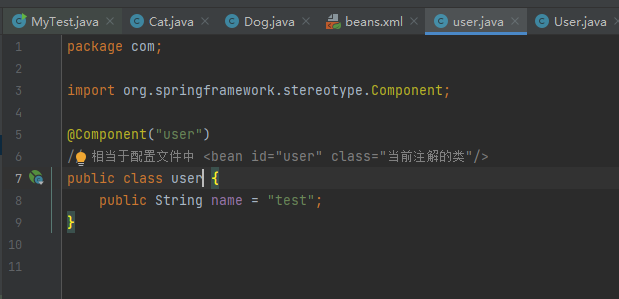 MyTest.java × Cat.java × Dog.java × beans.xml × user.java × User.java
1 package com;
2
3 import org.springframework.stereotype.Component;
4
5 @Component("user")
6 // 相当于配置文件中 <bean id="user" class="当前注解的类"/>
7 public class user {
8 public String name = "test";
9 }
10
11